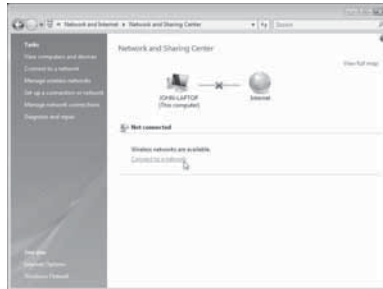 Network and Internet ▸ Network and Sharing Center
Search
Tasks
View computers and devices
Connect to a network
Manage wireless networks
Set up a connection or network
Manage network connections
Diagnose and repair
Network and Sharing Center
View full map
JOHN-LAPTOP
(This computer)
Internet
Not connected
Wireless networks are available.
Connect to a network
See also
Internet Options
Windows Firewall